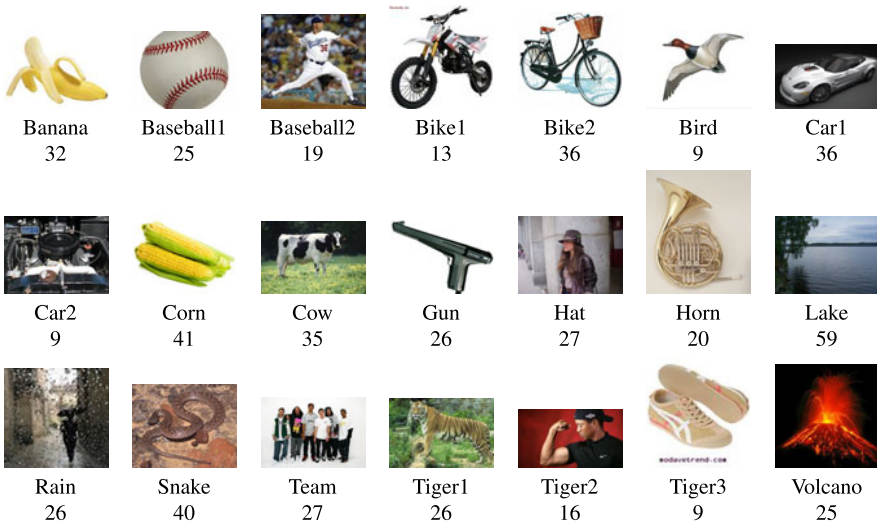 Banana Baseball1 Baseball2 Bike1 Bike2 Bird Car1
32 25 19 13 36 9 36
Car2 Corn Cow Gun Hat Horn Lake
9 41 35 26 27 20 59
odavetrend.com
Rain Snake Team Tiger1 Tiger2 Tiger3 Volcano
26 40 27 26 16 9 25